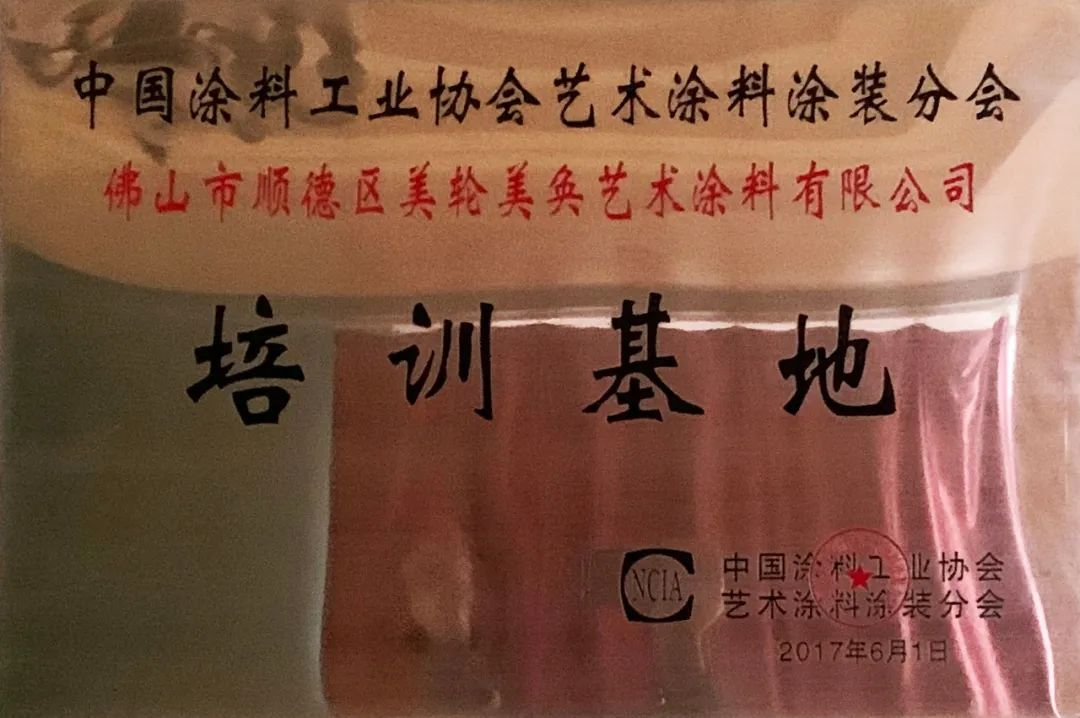 中国涂料工业协会艺术涂料涂装分会
佛山市顺德区美轮美奂艺术涂料有限公司
培训基地
NCIA
中国涂料工业协会
艺术涂料涂装分会
2017年6月1日